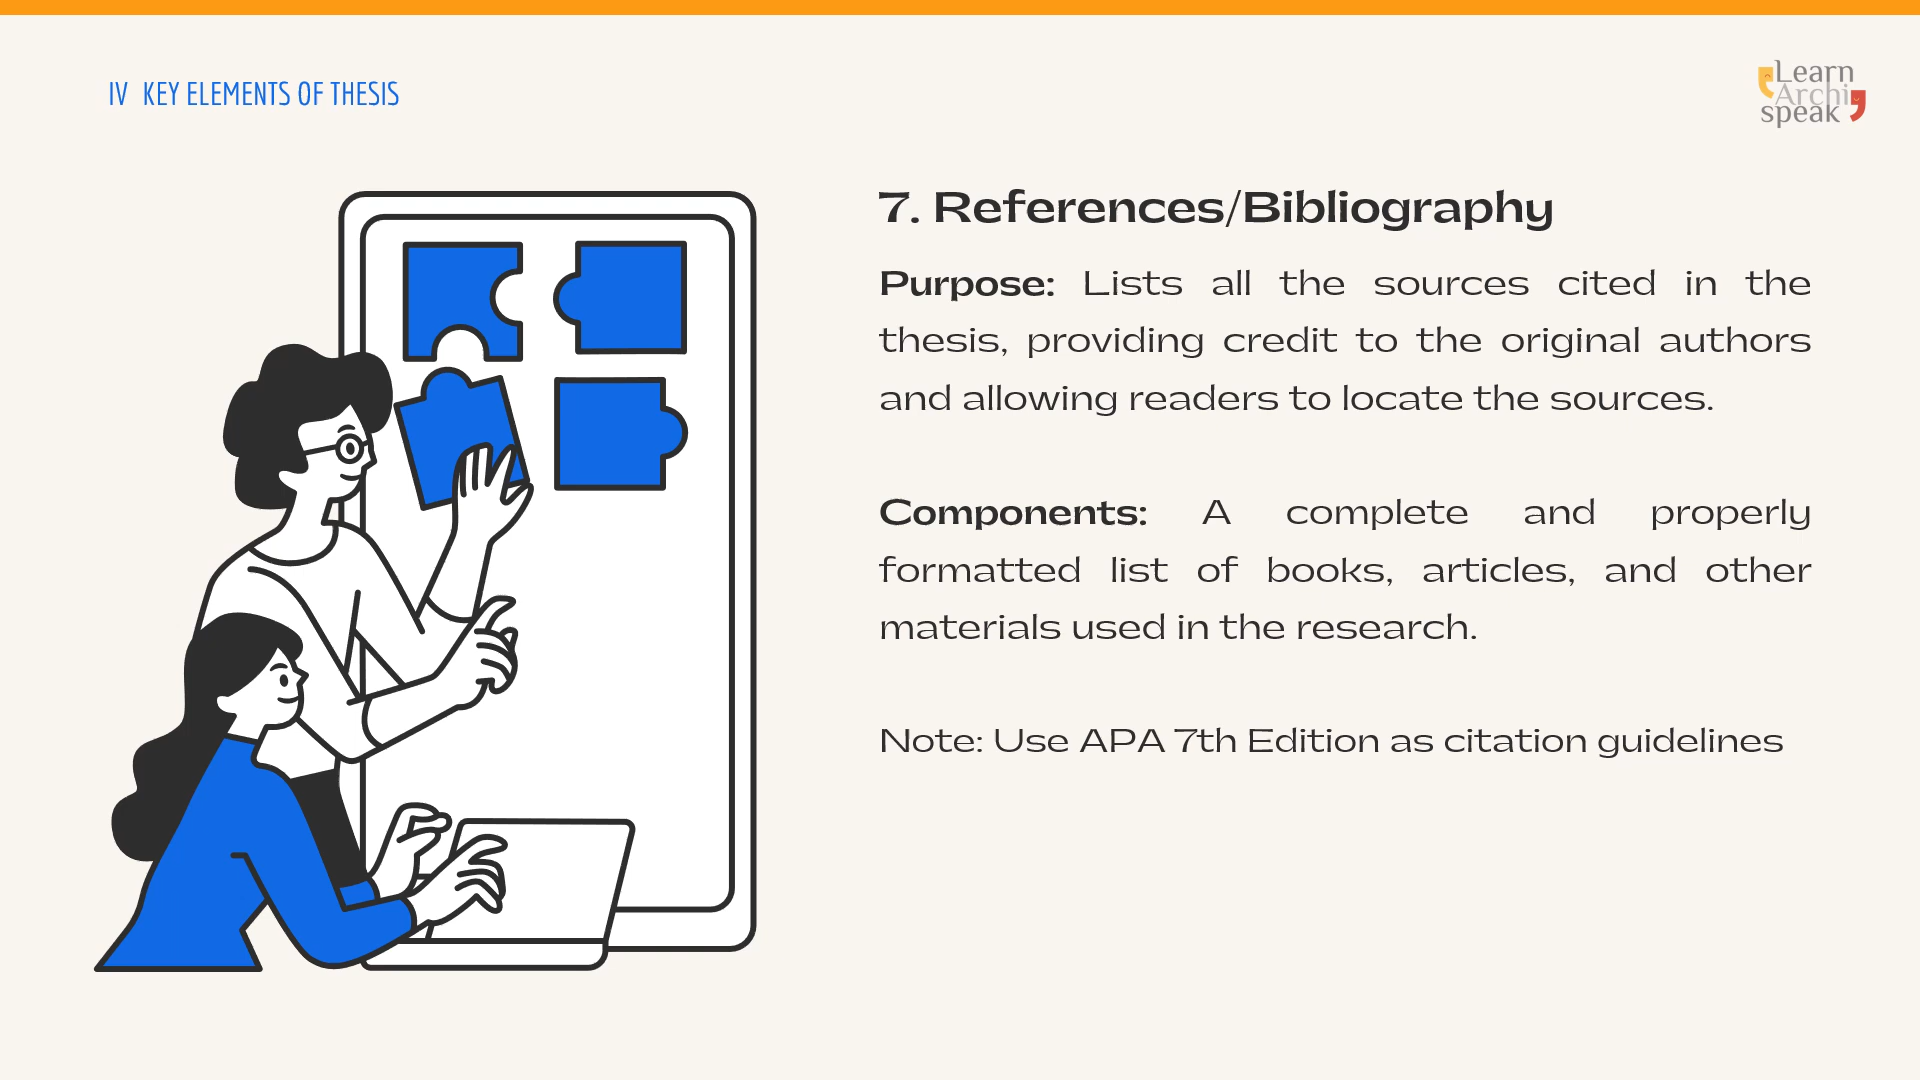 IV KEY ELEMENTS OF THESIS
Learn
Archi
speak
7. References/Bibliography
Purpose: Lists all the sources cited in the
thesis, providing credit to the original authors
and allowing readers to locate the sources.
Components: A complete and properly
formatted list of books, articles, and other
materials used in the research.
Note: Use APA 7th Edition as citation guidelines